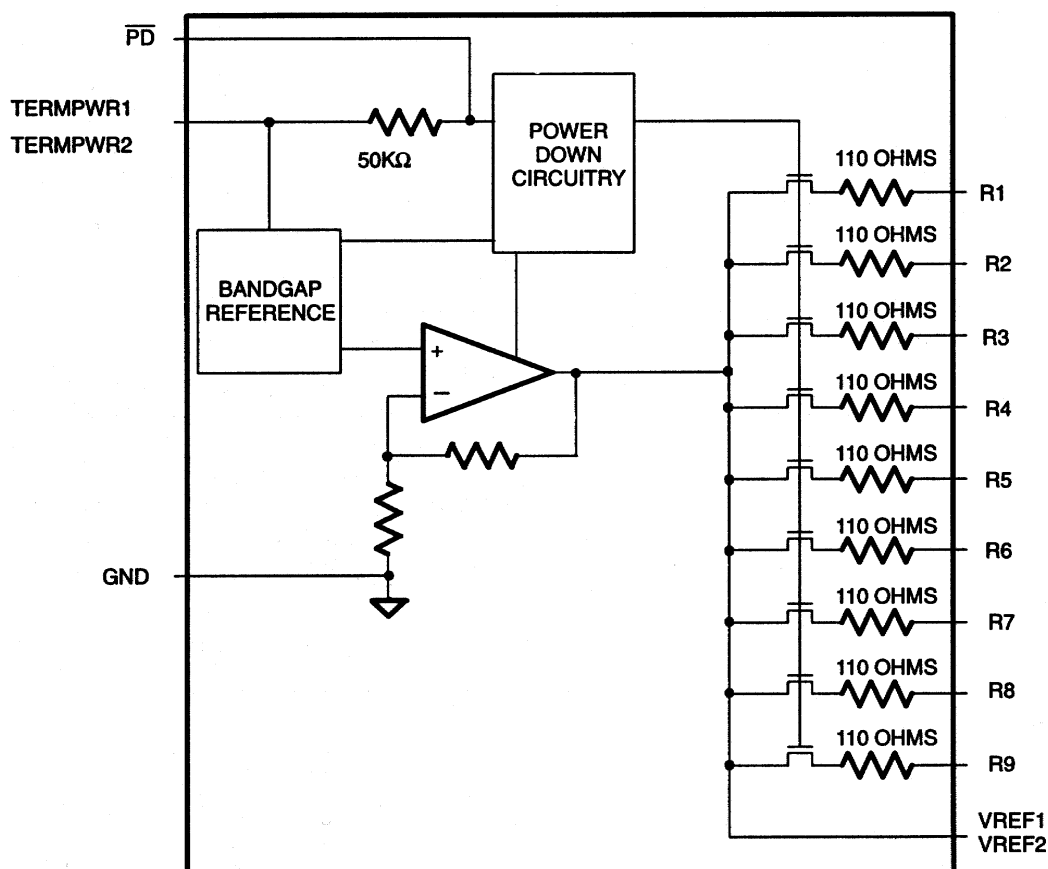 PD
TERMPWR1
TERMPWR2
50KΩ
POWER
DOWN
CIRCUITRY
BANDGAP
REFERENCE
+
−
GND
110 OHMS
R1
110 OHMS
R2
110 OHMS
R3
110 OHMS
R4
110 OHMS
R5
110 OHMS
R6
110 OHMS
R7
110 OHMS
R8
110 OHMS
R9
VREF1
VREF2